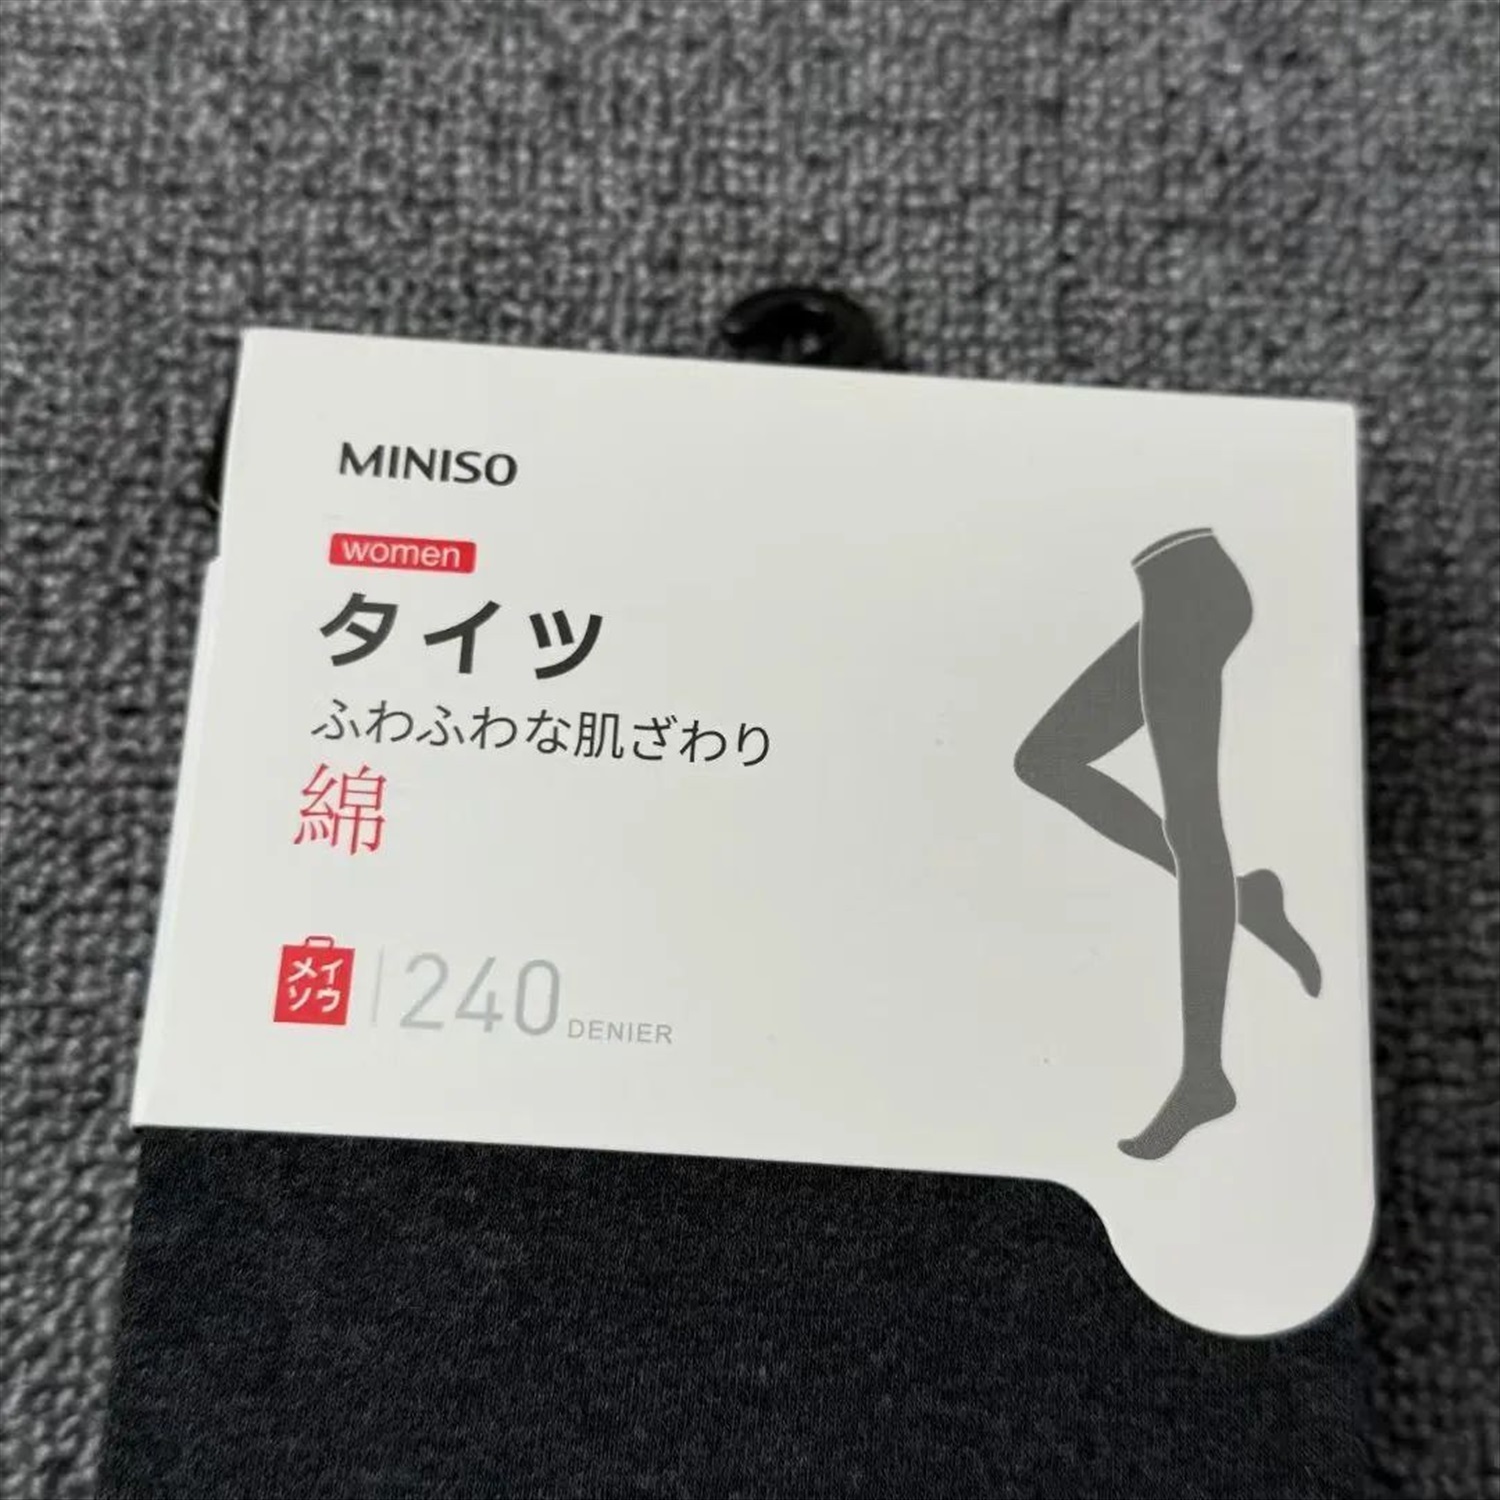 MINISO
women
タイツ
ふわふわな肌ざわり
綿
メイ
ソウ
240 DENIER